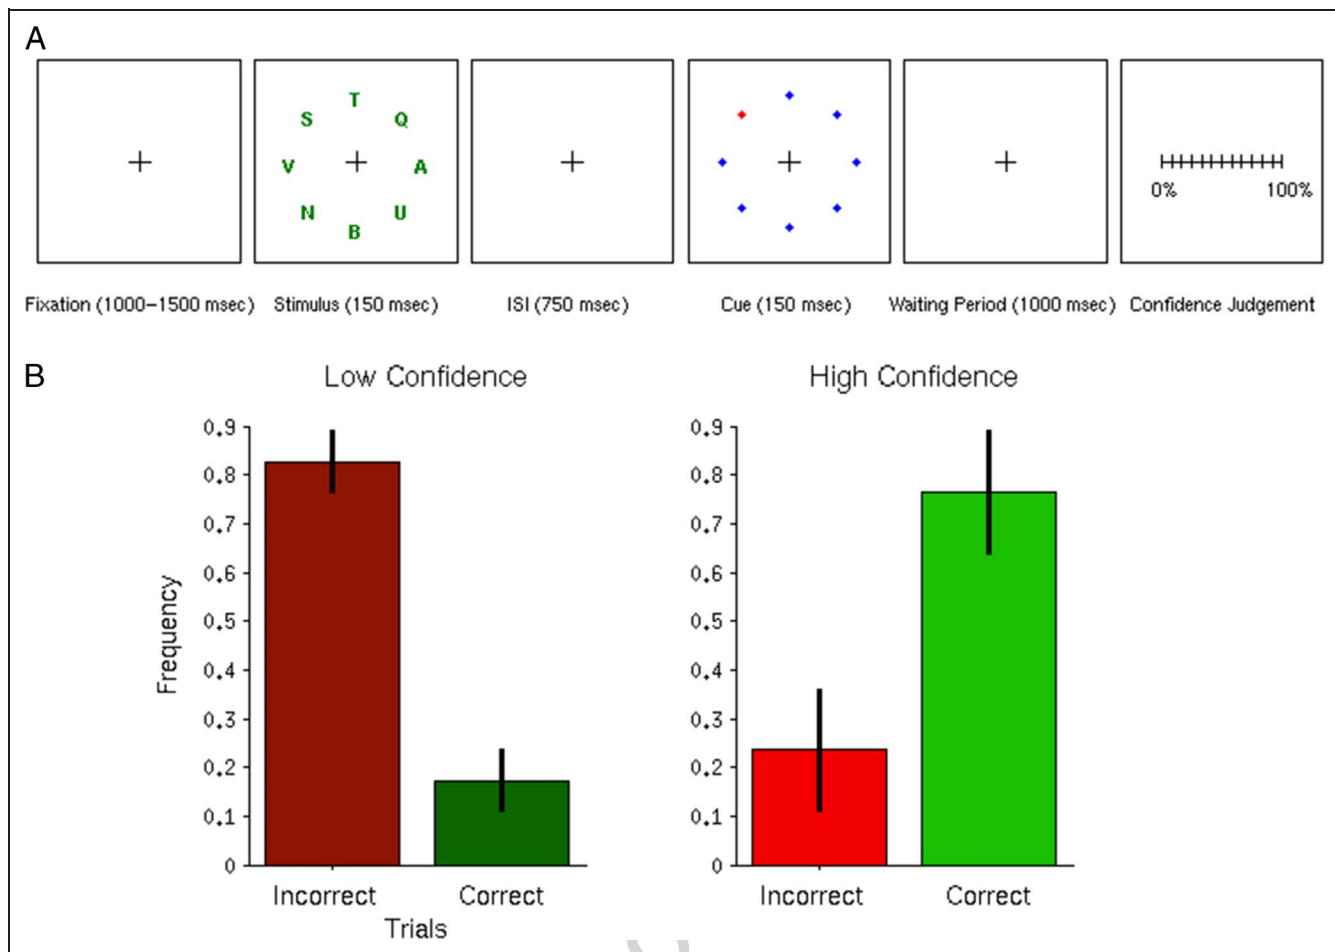 A
T
S Q
V A
N U
B
0% 100%
Fixation (1000–1500 msec) Stimulus (150 msec) ISI (750 msec) Cue (150 msec) Waiting Period (1000 msec) Confidence Judgement
B
Low Confidence High Confidence
0.9 0.9
0.8 0.8
0.7 0.7
0.6 0.6
0.5 0.5
0.4 0.4
0.3 0.3
0.2 0.2
0.1 0.1
0 0
Frequency
Incorrect Correct Incorrect Correct
Trials